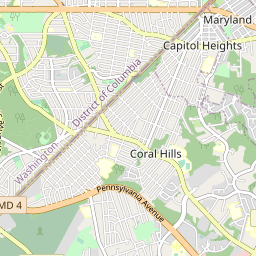 Maryland
Capitol Heights
District of Columbia
Washington
Coral Hills
MD 4
Pennsylvania Avenue